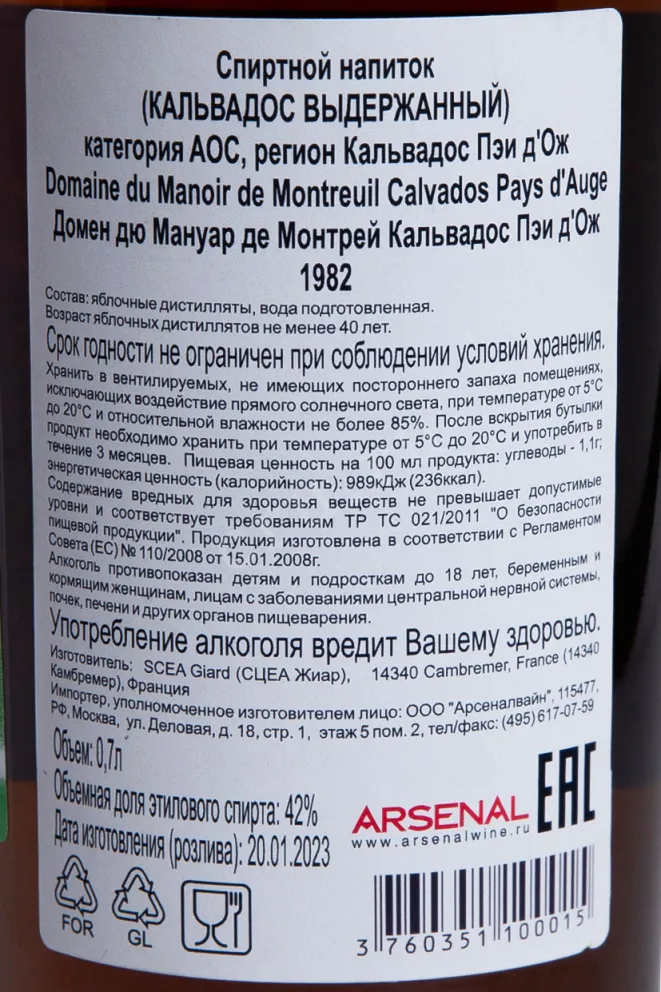 Спиртной напиток
(КАЛЬВАДОС ВЫДЕРЖАННЫЙ)
категория АОС, регион Кальвадос Пэи д'Ож
Domaine du Manoir de Montreuil Calvados Pays d'Auge
Домен дю Мануар де Монтрей Кальвадос Пэи д'Ож
1982
Состав: яблочные дистилляты, вода подготовленная.
Возраст яблочных дистиллятов не менее 40 лет.
Срок годности не ограничен при соблюдении условий хранения.
Хранить в вентилируемых, не имеющих постороннего запаха помещениях,
исключающих воздействие прямого солнечного света, при температуре от 5°С
до 20°С и относительной влажности не более 85%. После вскрытия бутылки
продукт необходимо хранить при температуре от 5°С до 20°С и употребить в
течение 3 месяцев. Пищевая ценность на 100 мл продукта: углеводы - 1,1г;
энергетическая ценность (калорийность): 989кДж (236ккал).
Содержание вредных для здоровья веществ не превышает допустимые
уровни и соответствует требованиям ТР ТС 021/2011 "О безопасности
пищевой продукции". Продукция изготовлена в соответствии с Регламентом
Совета (ЕС) № 110/2008 от 15.01.2008г.
Алкоголь противопоказан детям и подросткам до 18 лет, беременным и
кормящим женщинам, лицам с заболеваниями центральной нервной системы,
почек, печени и других органов пищеварения.
Употребление алкоголя вредит Вашему здоровью.
Изготовитель: SCEA Giard (СЦЕА Жиар), 14340 Cambremer, France (14340
Камбремер), Франция
Импортер, уполномоченное изготовителем лицо: ООО "Арсеналвайн", 115477,
РФ, Москва, ул. Деловая, д. 18, стр. 1, этаж 5 пом. 2, тел/факс: (495) 617-07-59
Объем: 0,7л
Объемная доля этилового спирта: 42%
Дата изготовления (розлива): 20.01.2023
ARSENAL
www.arsenalwine.ru
EAC
FOR
GL
3 760351 100015